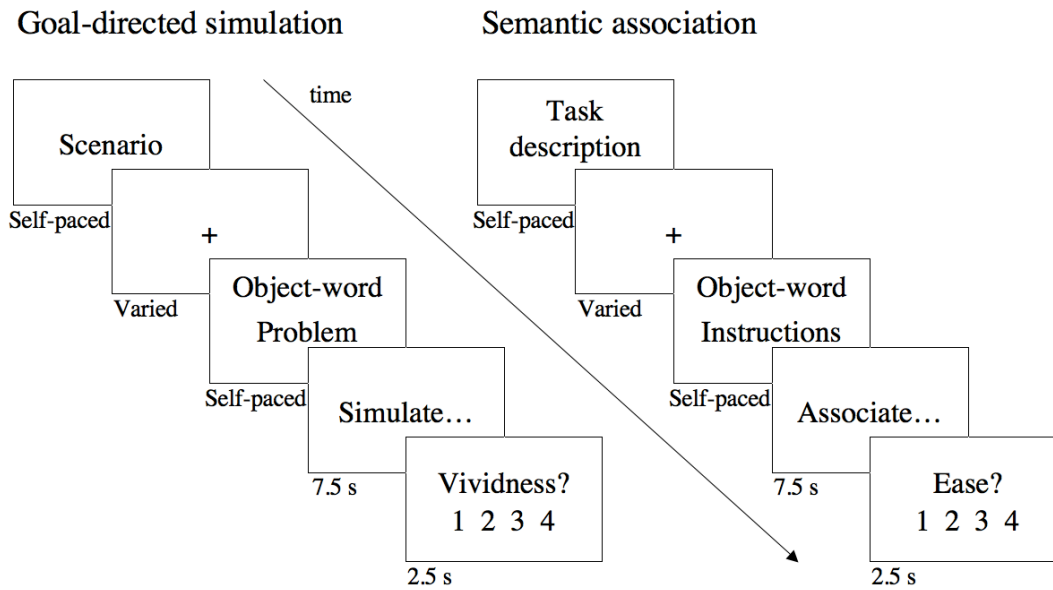 Goal-directed simulation
Semantic association
time
Scenario
Self-paced
+
Varied
Object-word
Problem
Self-paced
Simulate…
7.5 s
Vividness?
1 2 3 4
2.5 s
Task
description
Self-paced
+
Varied
Object-word
Instructions
Self-paced
Associate…
7.5 s
Ease?
1 2 3 4
2.5 s